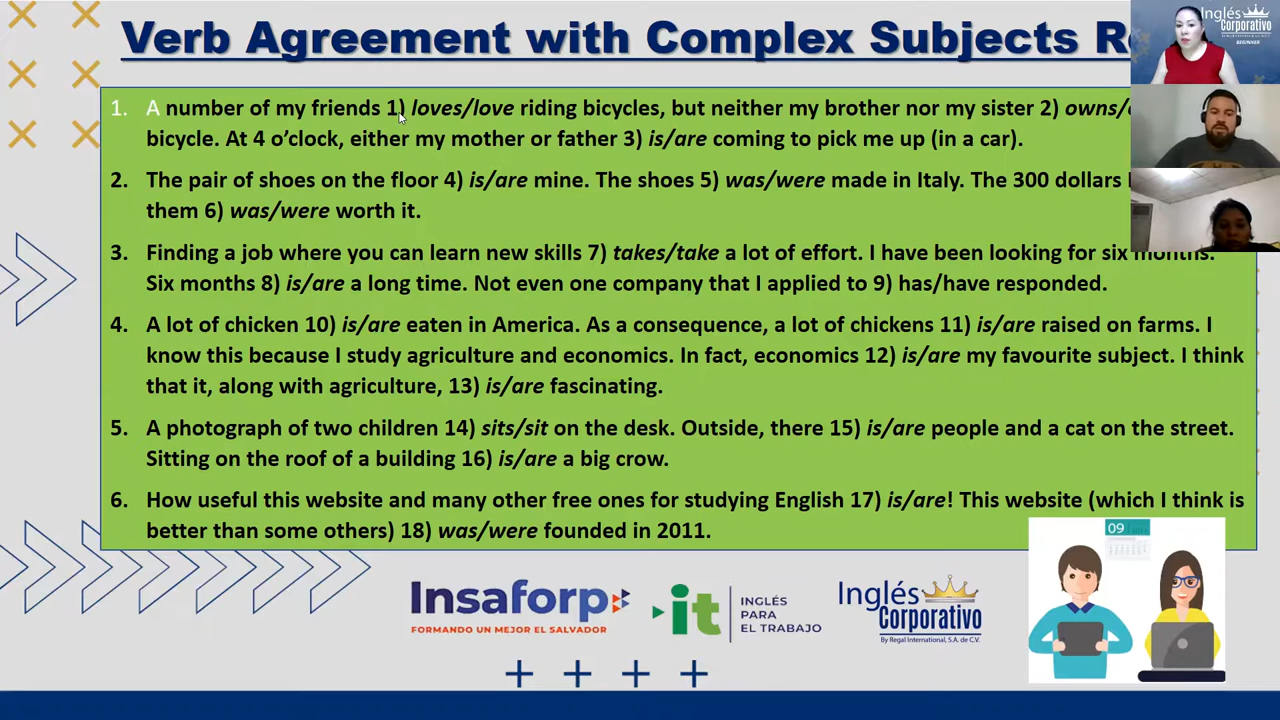 Verb Agreement with Complex Subjects
1. A number of my friends 1) loves/love riding bicycles, but neither my brother nor my sister 2) owns/
bicycle. At 4 o’clock, either my mother or father 3) is/are coming to pick me up (in a car).
2. The pair of shoes on the floor 4) is/are mine. The shoes 5) was/were made in Italy. The 300 dollars
them 6) was/were worth it.
3. Finding a job where you can learn new skills 7) takes/take a lot of effort. I have been looking for six months.
Six months 8) is/are a long time. Not even one company that I applied to 9) has/have responded.
4. A lot of chicken 10) is/are eaten in America. As a consequence, a lot of chickens 11) is/are raised on farms. I
know this because I study agriculture and economics. In fact, economics 12) is/are my favourite subject. I think
that it, along with agriculture, 13) is/are fascinating.
5. A photograph of two children 14) sits/sit on the desk. Outside, there 15) is/are people and a cat on the street.
Sitting on the roof of a building 16) is/are a big crow.
6. How useful this website and many other free ones for studying English 17) is/are! This website (which I think is
better than some others) 18) was/were founded in 2011.
Inglés
Corporativo
BEGINNER
09
Insaforp
FORMANDO UN MEJOR EL SALVADOR
it
INGLÉS
PARA
EL TRABAJO
Inglés
Corporativo
By Regal International, S.A. de C.V.